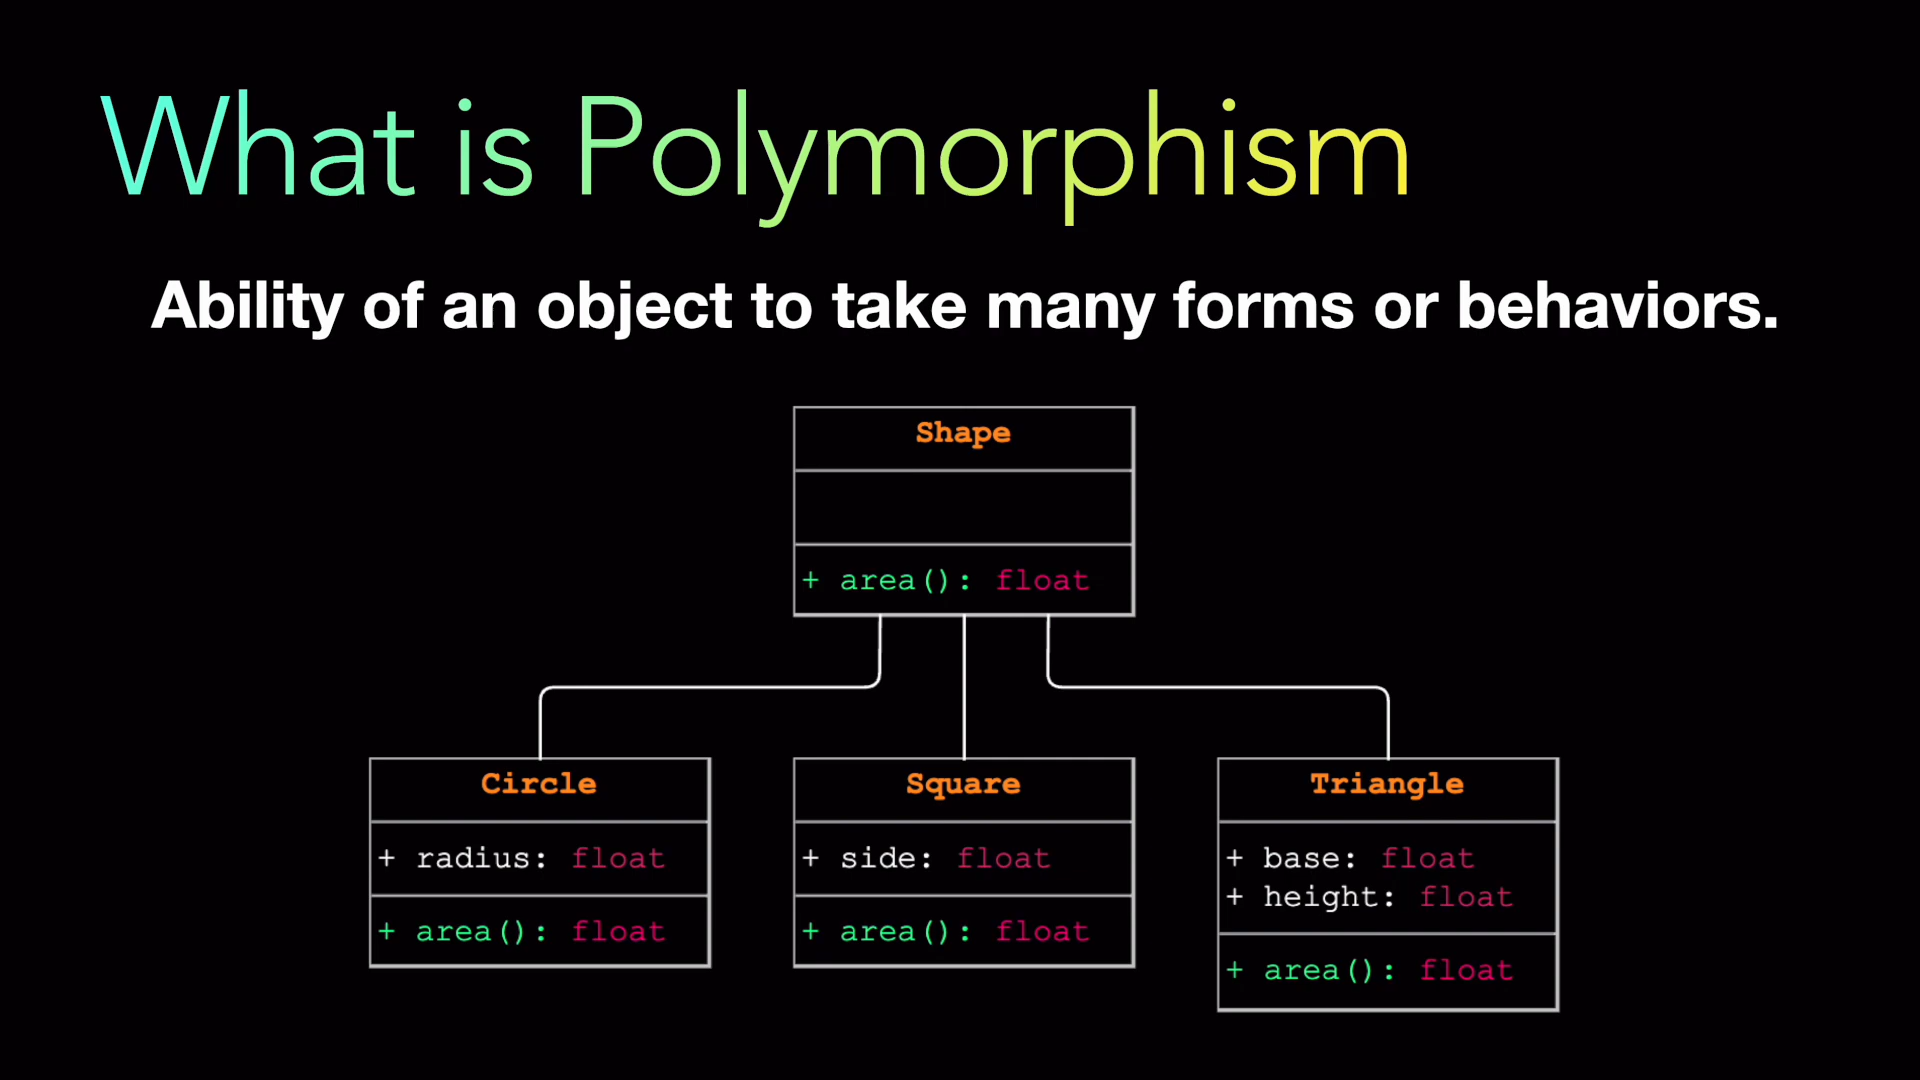 What is Polymorphism
Ability of an object to take many forms or behaviors.
Shape
+ area(): float
Circle
+ radius: float
+ area(): float
Square
+ side: float
+ area(): float
Triangle
+ base: float
+ height: float
+ area(): float